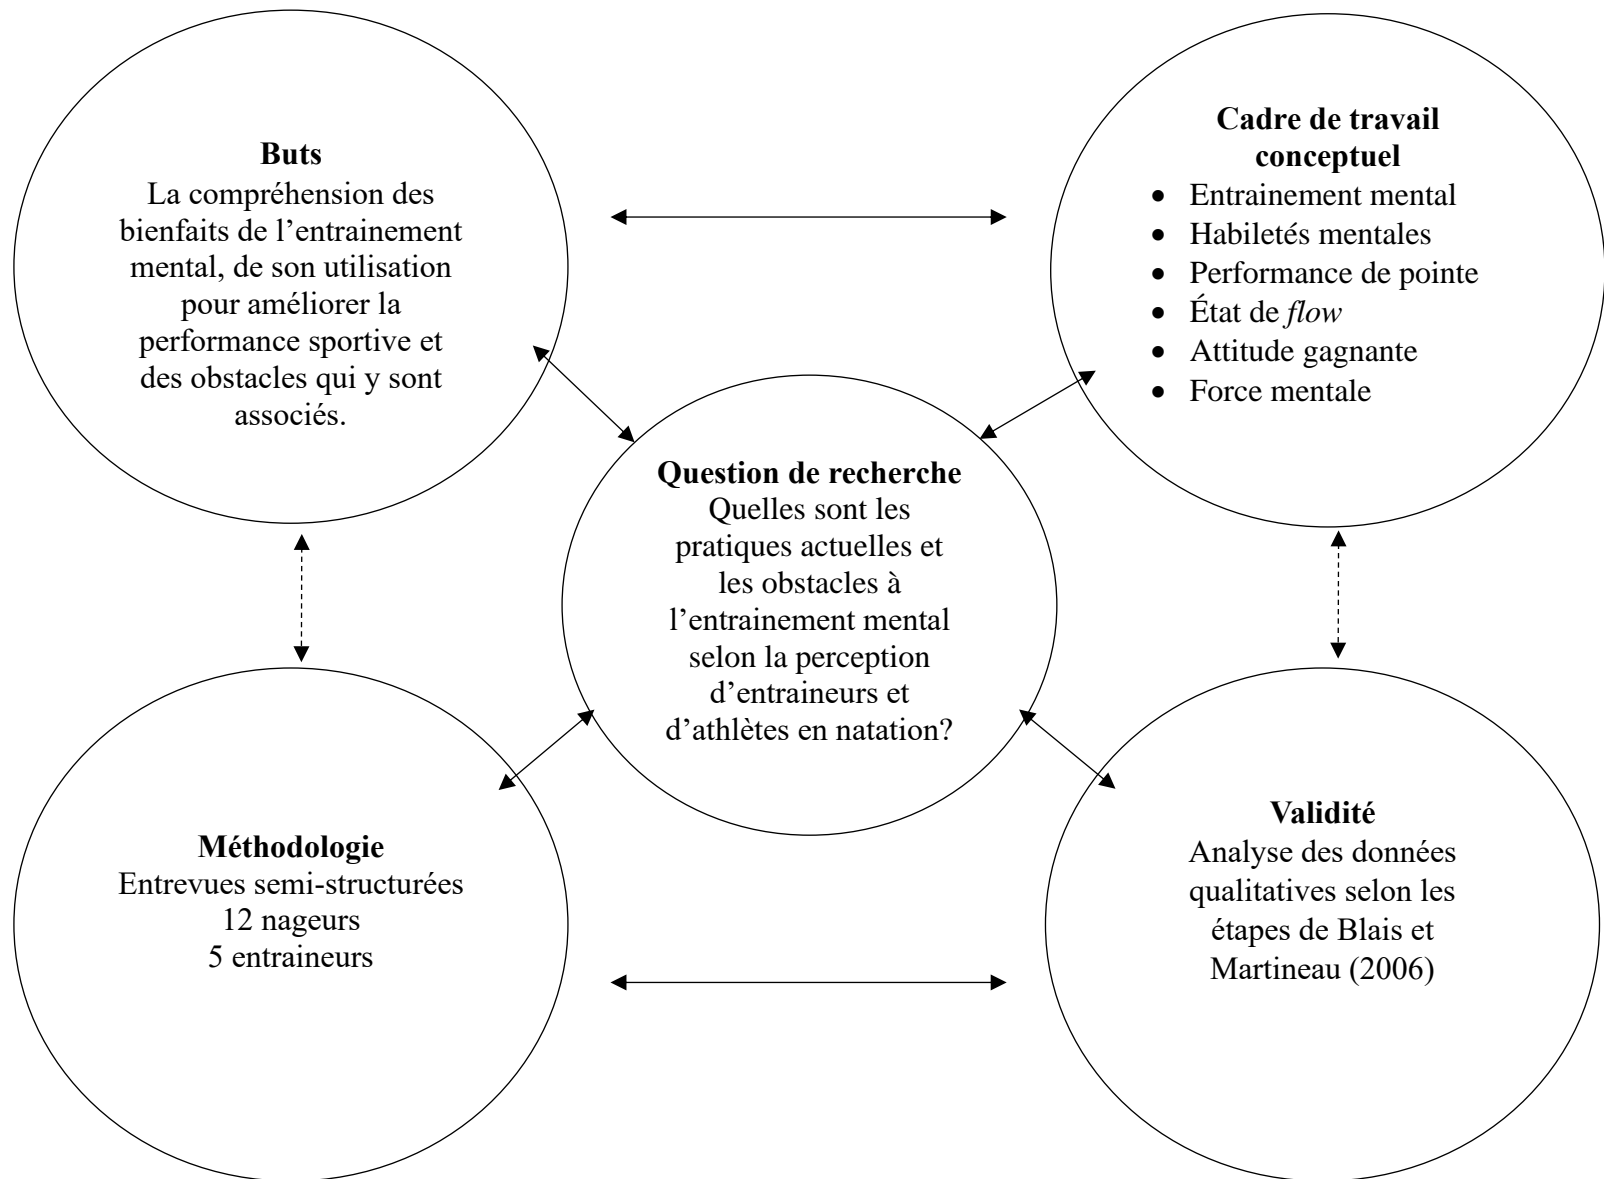 Buts
La compréhension des
bienfaits de l’entrainement
mental, de son utilisation
pour améliorer la
performance sportive et
des obstacles qui y sont
associés.
Cadre de travail
conceptuel
• Entrainement mental
• Habiletés mentales
• Performance de pointe
• État de flow
• Attitude gagnante
• Force mentale
Question de recherche
Quelles sont les
pratiques actuelles et
les obstacles à
l’entrainement mental
selon la perception
d’entraineurs et
d’athlètes en natation?
Méthodologie
Entrevues semi-structurées
12 nageurs
5 entraineurs
Validité
Analyse des données
qualitatives selon les
étapes de Blais et
Martineau (2006)